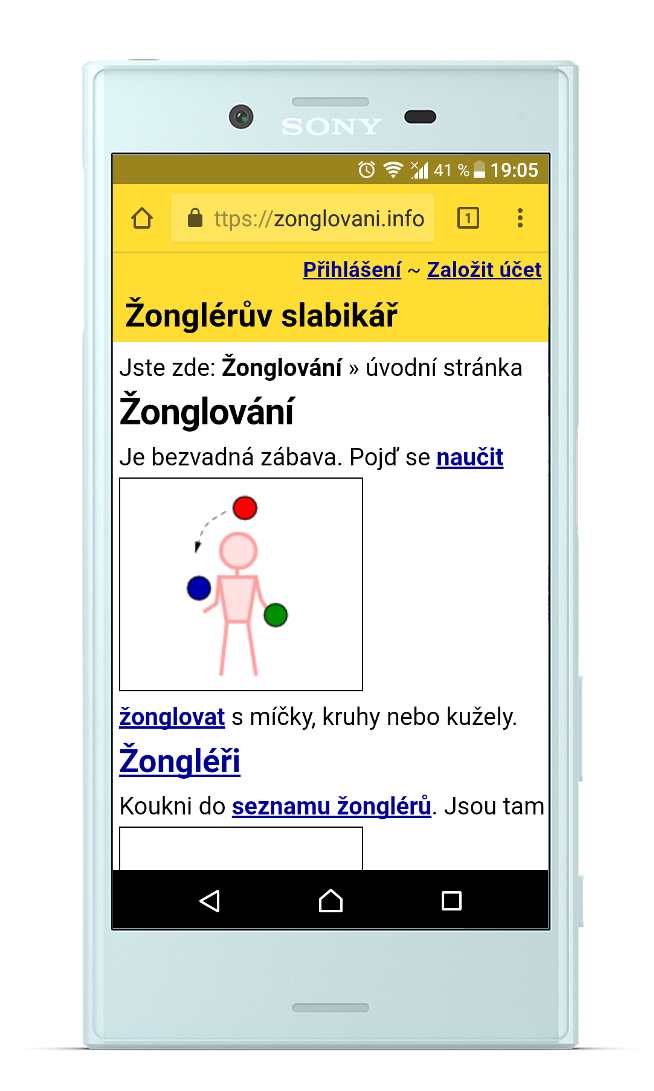 SONY
41 % 19:05
ttps://zonglovani.info 1
Přihlášení ~ Založit účet
Žonglérův slabikář
Jste zde: Žonglování » úvodní stránka
Žonglování
Je bezvadná zábava. Pojď se naučit
žonglovat s míčky, kruhy nebo kužely.
Žongléři
Koukni do seznamu žonglérů. Jsou tam